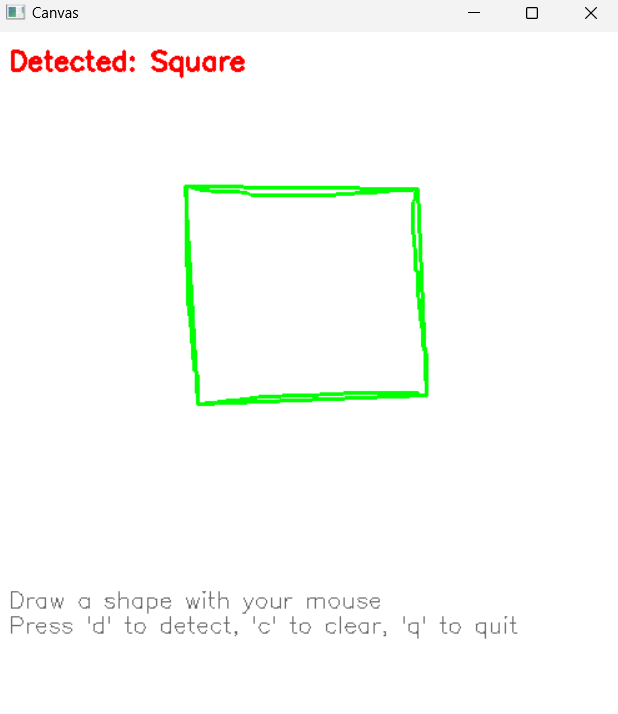 Canvas
Detected: Square
Draw a shape with your mouse
Press 'd' to detect, 'c' to clear, 'q' to quit